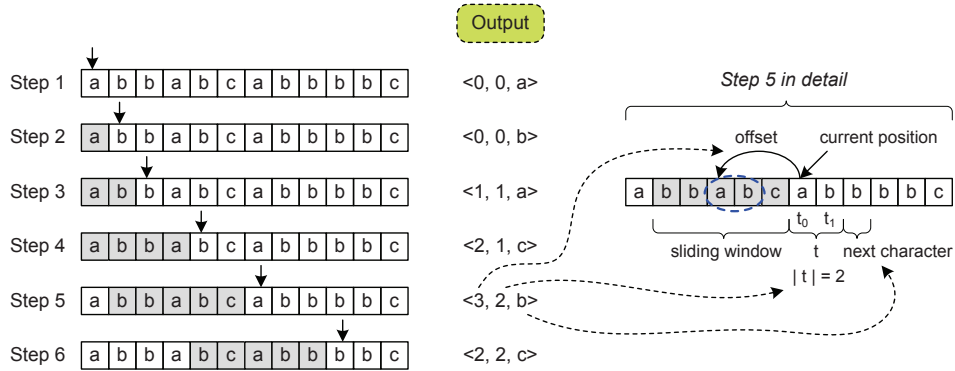 Output
Step 1 a b b a b c a b b b b c <0, 0, a>
Step 2 a b b a b c a b b b b c <0, 0, b>
Step 3 a b b a b c a b b b b c <1, 1, a>
Step 4 a b b a b c a b b b b c <2, 1, c>
Step 5 a b b a b c a b b b b c <3, 2, b>
Step 6 a b b a b c a b b b b c <2, 2, c>
Step 5 in detail
offset current position
a b b a b c a b b b b c
t0 t1
sliding window t next character
| t | = 2